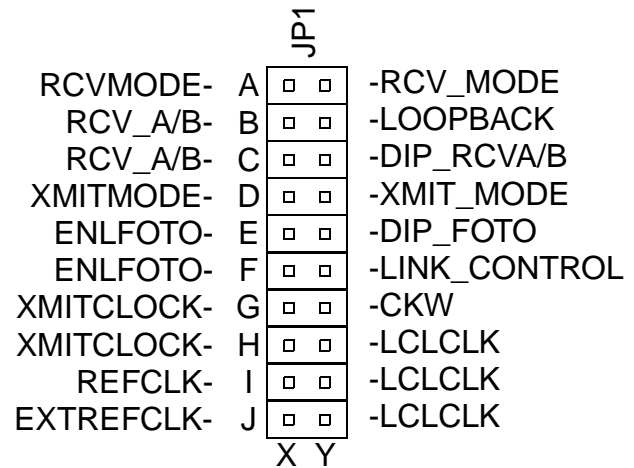 JP1
RCVMODE- A -RCV_MODE
RCV_A/B- B -LOOPBACK
RCV_A/B- C -DIP_RCVA/B
XMITMODE- D -XMIT_MODE
ENLFOTO- E -DIP_FOTO
ENLFOTO- F -LINK_CONTROL
XMITCLOCK- G -CKW
XMITCLOCK- H -LCLCLK
REFCLK- I -LCLCLK
EXTREFCLK- J -LCLCLK
X Y